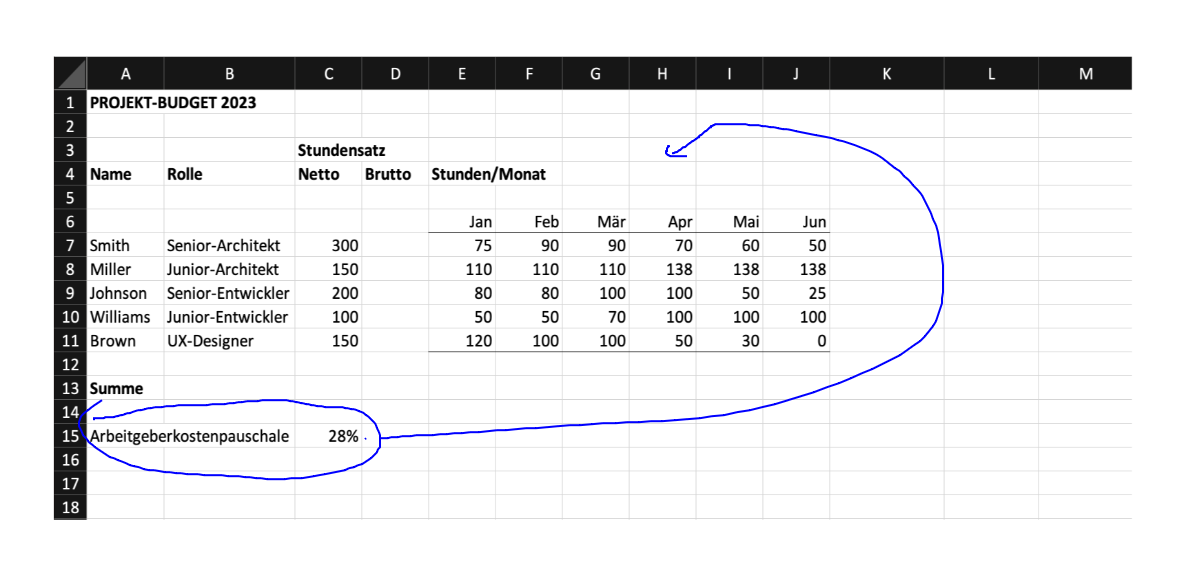 A B C D E F G H I J K L M
1 PROJEKT-BUDGET 2023
2
3 Stundensatz
4 Name Rolle Netto Brutto Stunden/Monat
5
6 Jan Feb Mär Apr Mai Jun
7 Smith Senior-Architekt 300 75 90 90 70 60 50
8 Miller Junior-Architekt 150 110 110 110 138 138 138
9 Johnson Senior-Entwickler 200 80 80 100 100 50 25
10 Williams Junior-Entwickler 100 50 50 70 100 100 100
11 Brown UX-Designer 150 120 100 100 50 30 0
12
13 Summe
14
15 Arbeitgeberkostenpauschale 28%
16
17
18